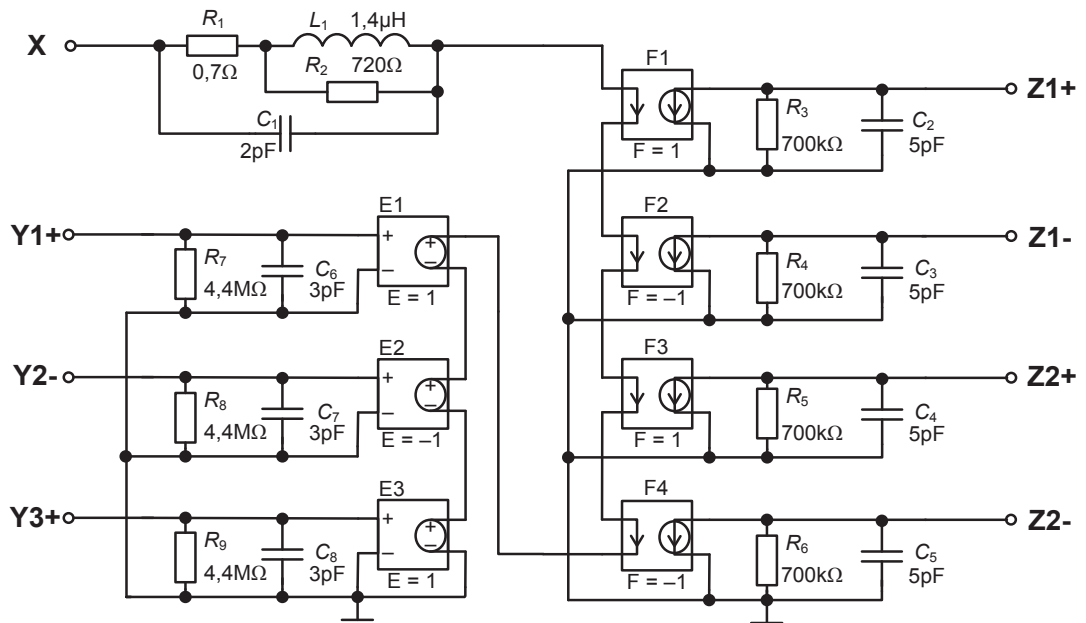 R1 L1 1,4μH
X
0,7Ω R2 720Ω
C1
2pF
F1
F = 1
R3
700kΩ
C2
5pF
Z1+
E1
Y1+
R7
4,4MΩ
C6
3pF
E = 1
F2
F = –1
R4
700kΩ
C3
5pF
Z1-
E2
Y2-
R8
4,4MΩ
C7
3pF
E = –1
F3
F = 1
R5
700kΩ
C4
5pF
Z2+
E3
Y3+
R9
4,4MΩ
C8
3pF
E = 1
F4
F = –1
R6
700kΩ
C5
5pF
Z2-